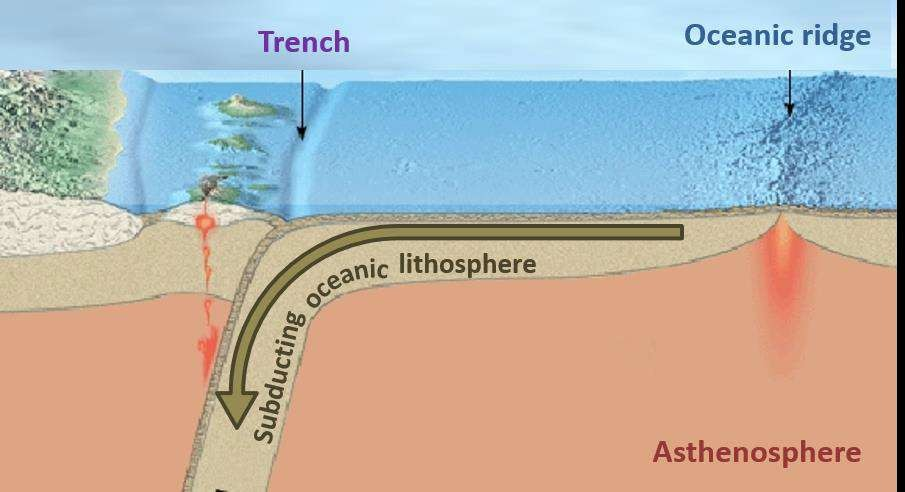 Trench
Oceanic ridge
Subducting oceanic lithosphere
Asthenosphere